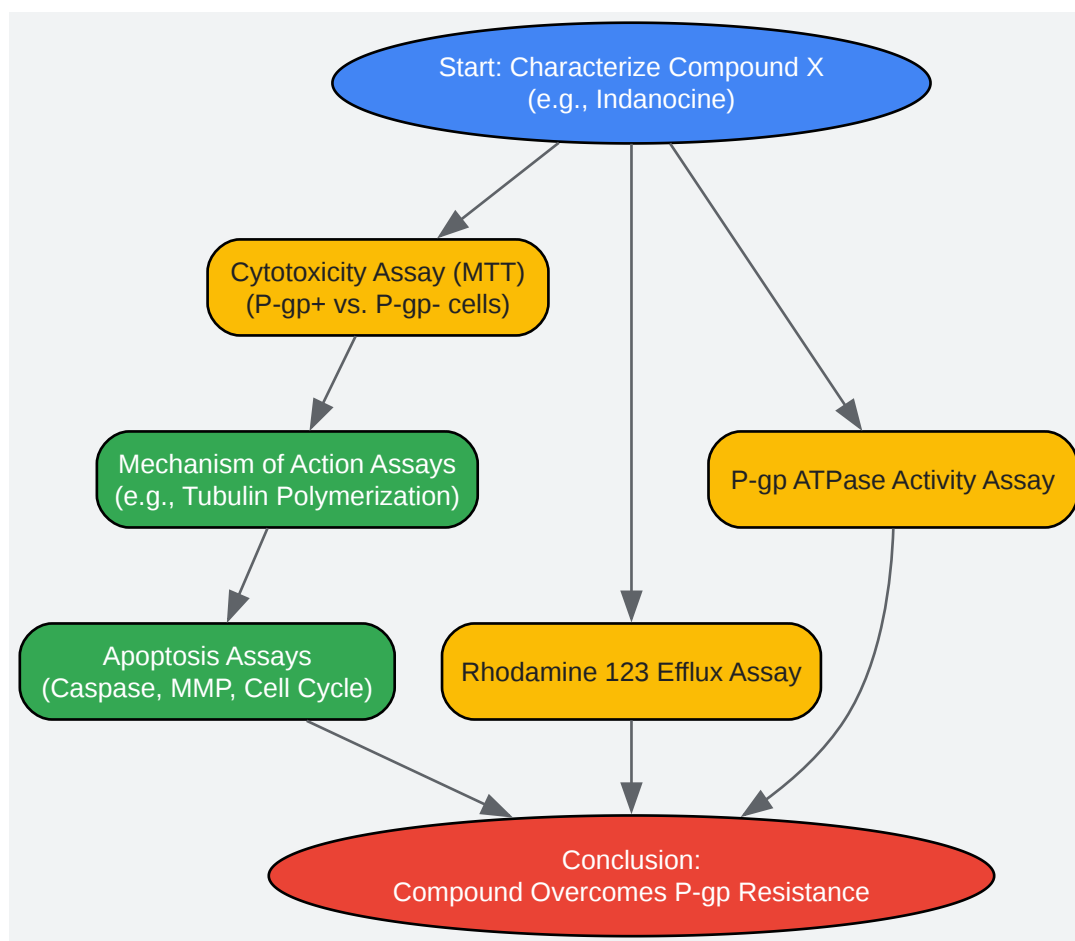 Start: Characterize Compound X
(e.g., Indanocine)
Cytotoxicity Assay (MTT)
(P-gp+ vs. P-gp- cells)
Mechanism of Action Assays
(e.g., Tubulin Polymerization)
P-gp ATPase Activity Assay
Apoptosis Assays
(Caspase, MMP, Cell Cycle)
Rhodamine 123 Efflux Assay
Conclusion:
Compound Overcomes P-gp Resistance